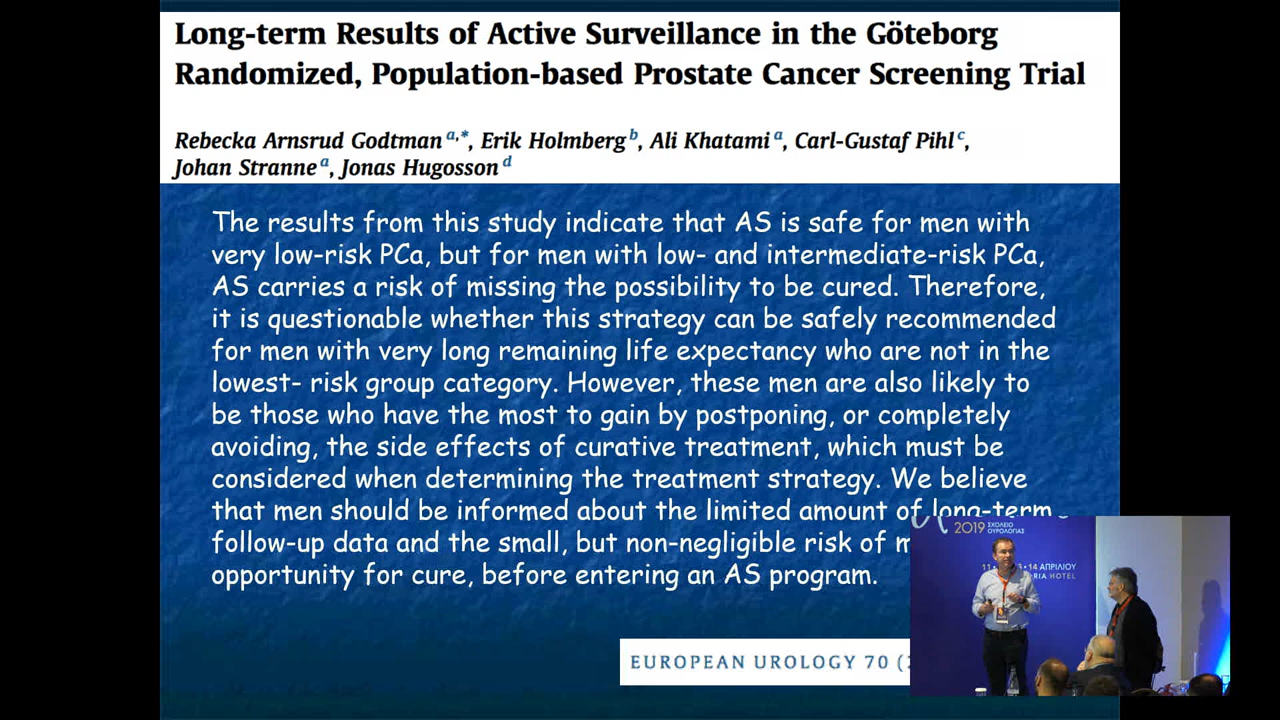 Long-term Results of Active Surveillance in the Göteborg
Randomized, Population-based Prostate Cancer Screening Trial
Rebecka Arnsrud Godtman a,*, Erik Holmberg b, Ali Khatami a, Carl-Gustaf Pihl c,
Johan Stranne a, Jonas Hugosson d
The results from this study indicate that AS is safe for men with
very low-risk PCa, but for men with low- and intermediate-risk PCa,
AS carries a risk of missing the possibility to be cured. Therefore,
it is questionable whether this strategy can be safely recommended
for men with very long remaining life expectancy who are not in the
lowest- risk group category. However, these men are also likely to
be those who have the most to gain by postponing, or completely
avoiding, the side effects of curative treatment, which must be
considered when determining the treatment strategy. We believe
that men should be informed about the limited amount of long-term
follow-up data and the small, but non-negligible risk of
opportunity for cure, before entering an AS program.
EUROPEAN UROLOGY 70 (
2019 ΣΧΟΛΕΙΟ
ΟΥΡΟΛΟΓΙΑΣ
14 ΑΠΡΙΛΙΟΥ
HOTEL